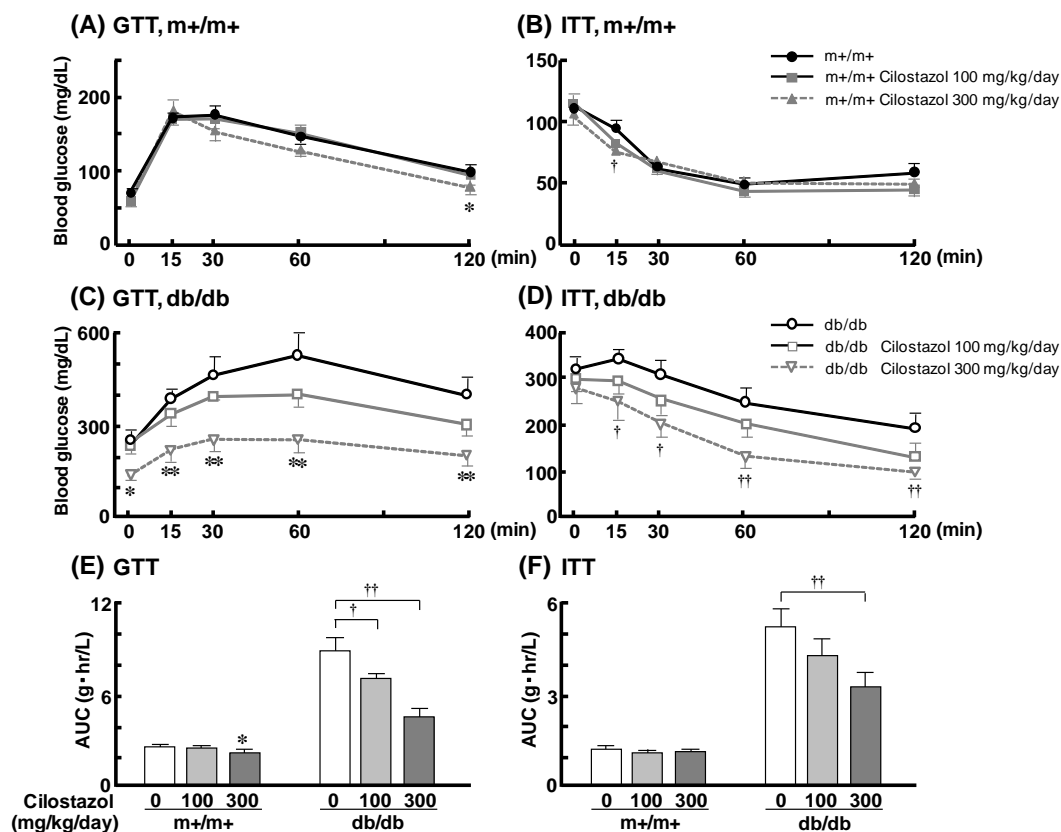 (A) GTT, m+/m+
(B) ITT, m+/m+
m+/m+
m+/m+ Cilostazol 100 mg/kg/day
m+/m+ Cilostazol 300 mg/kg/day
Blood glucose (mg/dL)
200
100
0
*
0 15 30 60 120 (min)
150
100
50
0
†
0 15 30 60 120 (min)
(C) GTT, db/db
(D) ITT, db/db
db/db
db/db Cilostazol 100 mg/kg/day
db/db Cilostazol 300 mg/kg/day
Blood glucose (mg/dL)
600
300
0
* ** ** ** **
0 15 30 60 120 (min)
400
300
200
100
0
† † †† ††
0 15 30 60 120 (min)
(E) GTT
(F) ITT
AUC (g·hr/L)
12
6
0
††
†
*
Cilostazol
(mg/kg/day)
0 100 300 0 100 300
m+/m+ db/db
AUC (g·hr/L)
6
3
0
††
0 100 300 0 100 300
m+/m+ db/db